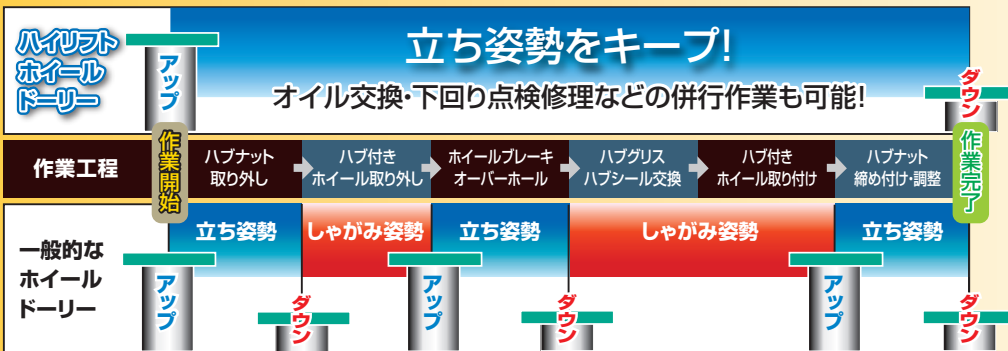 ハイリフト
ホイール
ドーリー
アップ
立ち姿勢をキープ!
オイル交換・下回り点検修理などの併行作業も可能!
ダウン
作業工程
作業開始
ハブナット
取り外し
ハブ付き
ホイール取り外し
ホイールブレーキ
オーバーホール
ハブグリス
ハブシール交換
ハブ付き
ホイール取り付け
ハブナット
締め付け・調整
作業完了
一般的な
ホイール
ドーリー
立ち姿勢
しゃがみ姿勢
立ち姿勢
しゃがみ姿勢
立ち姿勢
アップ
ダウン
アップ
ダウン
アップ
ダウン